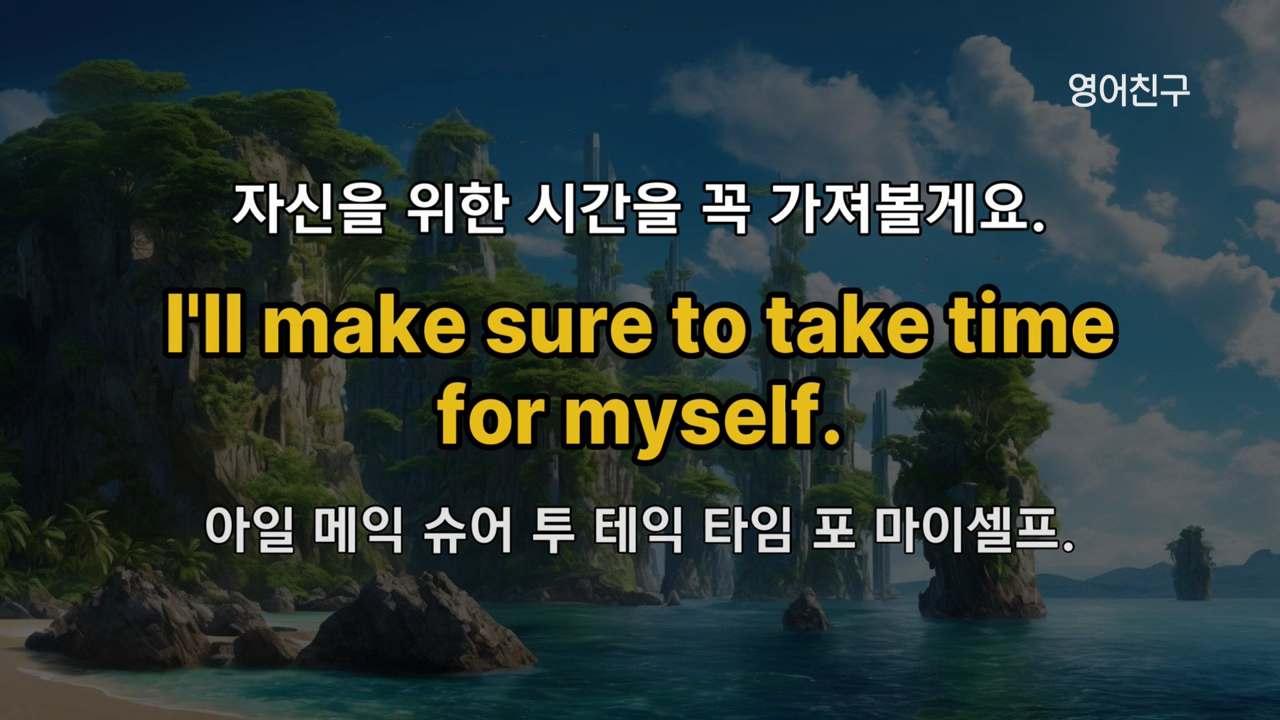 영어친구
자신을 위한 시간을 꼭 가져볼게요.
I'll make sure to take time
for myself.
아일 메익 슈어 투 테익 타임 포 마이셀프.